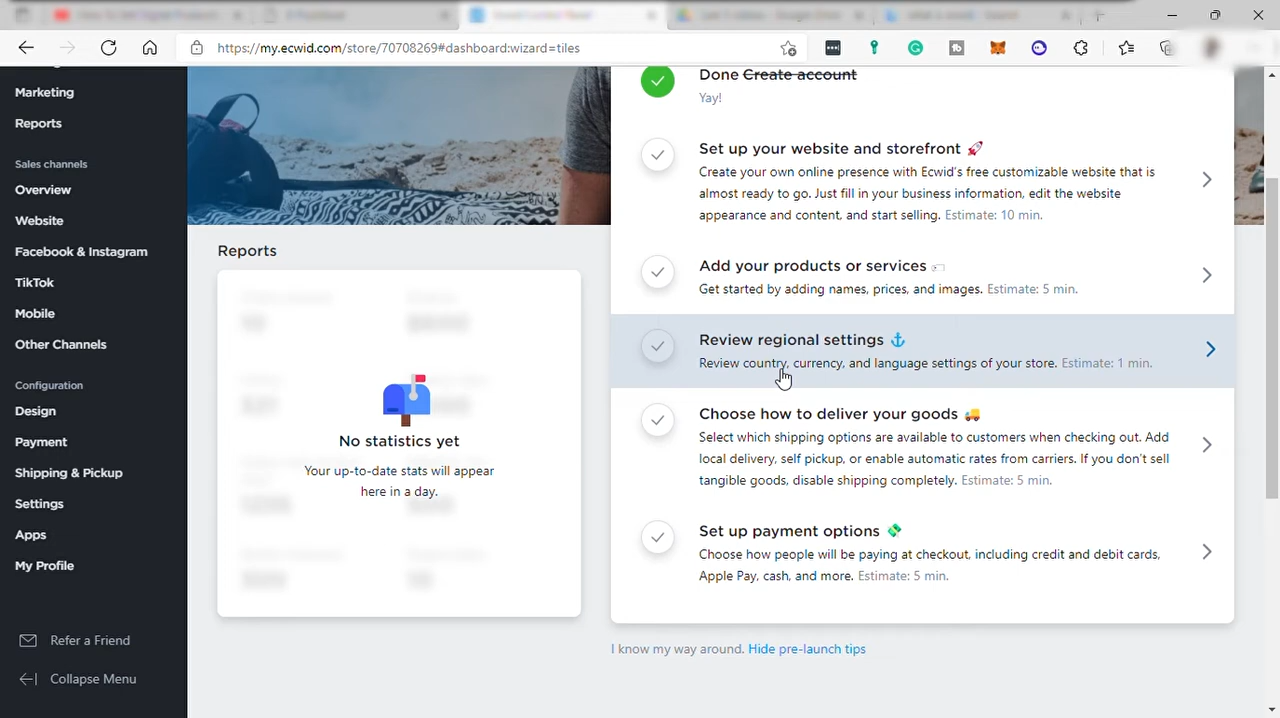 https://my.ecwid.com/store/70708269#dashboard:wizard=tiles
Marketing
Reports
Sales channels
Overview
Website
Facebook & Instagram
TikTok
Mobile
Other Channels
Configuration
Design
Payment
Shipping & Pickup
Settings
Apps
My Profile
Refer a Friend
Collapse Menu
Reports
No statistics yet
Your up-to-date stats will appear
here in a day.
Done Create account
Yay!
Set up your website and storefront
Create your own online presence with Ecwid's free customizable website that is
almost ready to go. Just fill in your business information, edit the website
appearance and content, and start selling. Estimate: 10 min.
Add your products or services
Get started by adding names, prices, and images. Estimate: 5 min.
Review regional settings
Review country, currency, and language settings of your store. Estimate: 1 min.
Choose how to deliver your goods
Select which shipping options are available to customers when checking out. Add
local delivery, self pickup, or enable automatic rates from carriers. If you don't sell
tangible goods, disable shipping completely. Estimate: 5 min.
Set up payment options
Choose how people will be paying at checkout, including credit and debit cards,
Apple Pay, cash, and more. Estimate: 5 min.
I know my way around. Hide pre-launch tips